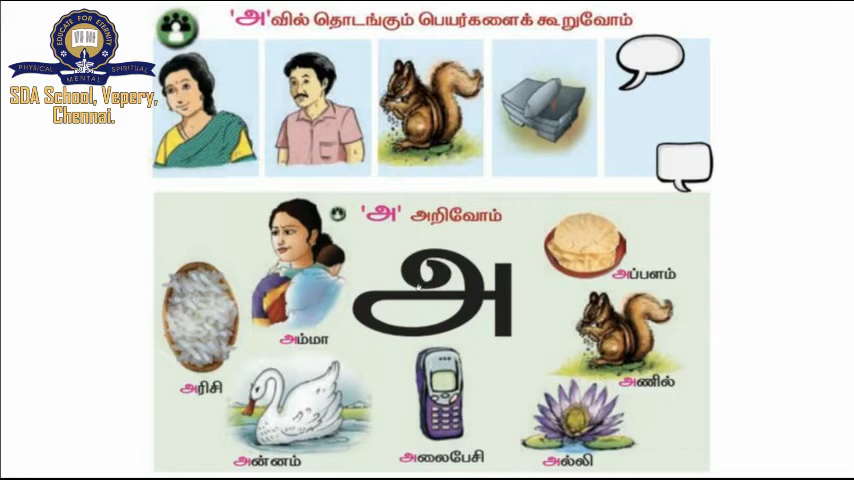 EDUCATE FOR ETERNITY
PHYSICAL MENTAL SPIRITUAL
SDA School, Vepery,
Chennai.
'அ'வில் தொடங்கும் பெயர்களைக் கூறுவோம்
'அ' அறிவோம்
அ
அப்பளம்
அம்மா
அணில்
அரிசி
அன்னம்
அலைபேசி
அல்லி